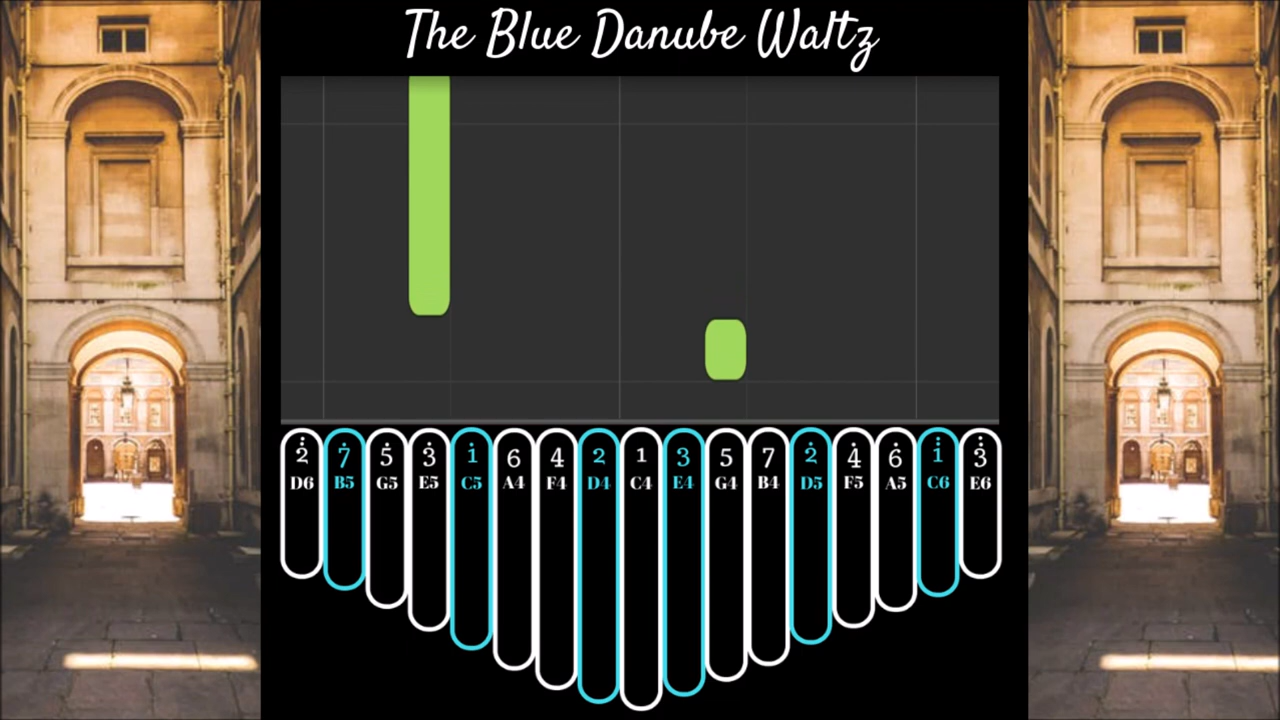 The Blue Danube Waltz
2̈ 7̇ 5̇ 3̇ 1̇ 6 4 2 1 3 5 7 2̇ 4̇ 6̇ 1̈ 3̈
D6 B5 G5 E5 C5 A4 F4 D4 C4 E4 G4 B4 D5 F5 A5 C6 E6